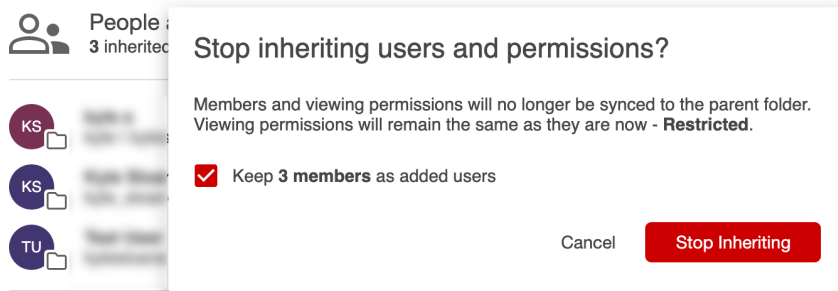 People
3 inherited
KS
KS
TU
Stop inheriting users and permissions?
Members and viewing permissions will no longer be synced to the parent folder.
Viewing permissions will remain the same as they are now - Restricted.
Keep 3 members as added users
Cancel
Stop Inheriting